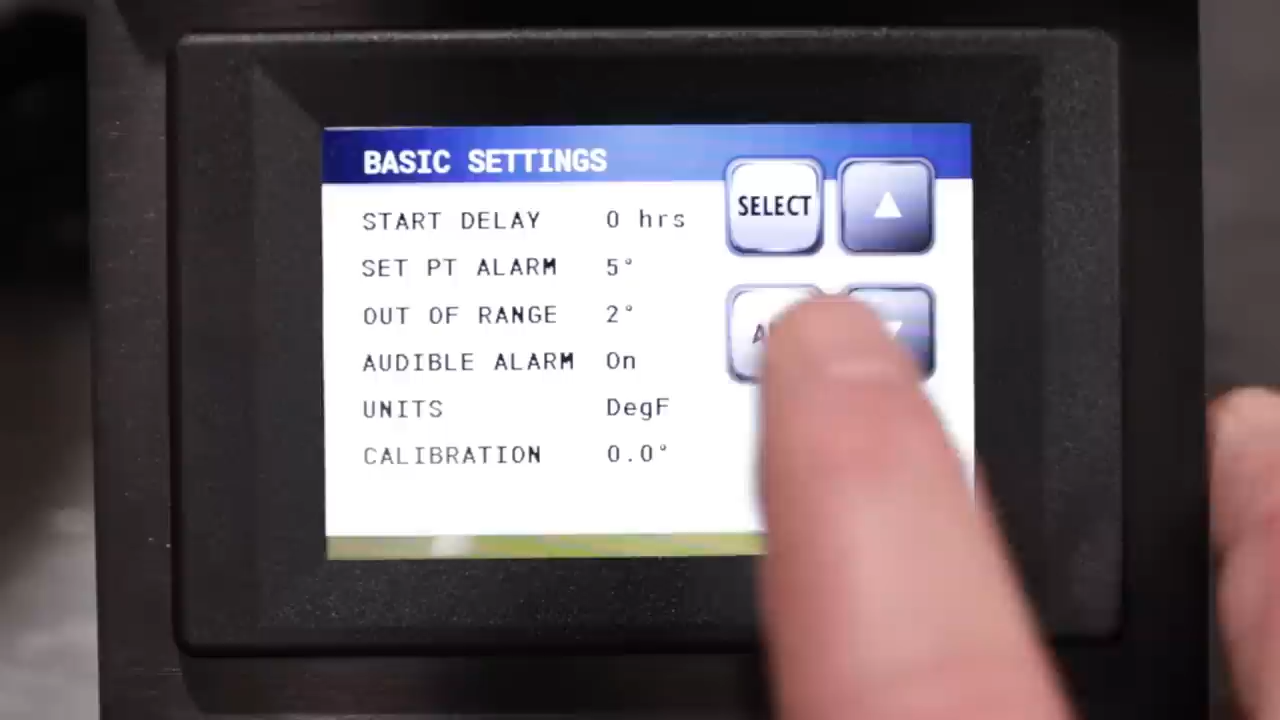 BASIC SETTINGS
SELECT
▲
START DELAY 0 hrs
SET PT ALARM 5°
OUT OF RANGE 2°
AUDIBLE ALARM On
UNITS DegF
CALIBRATION 0.0°